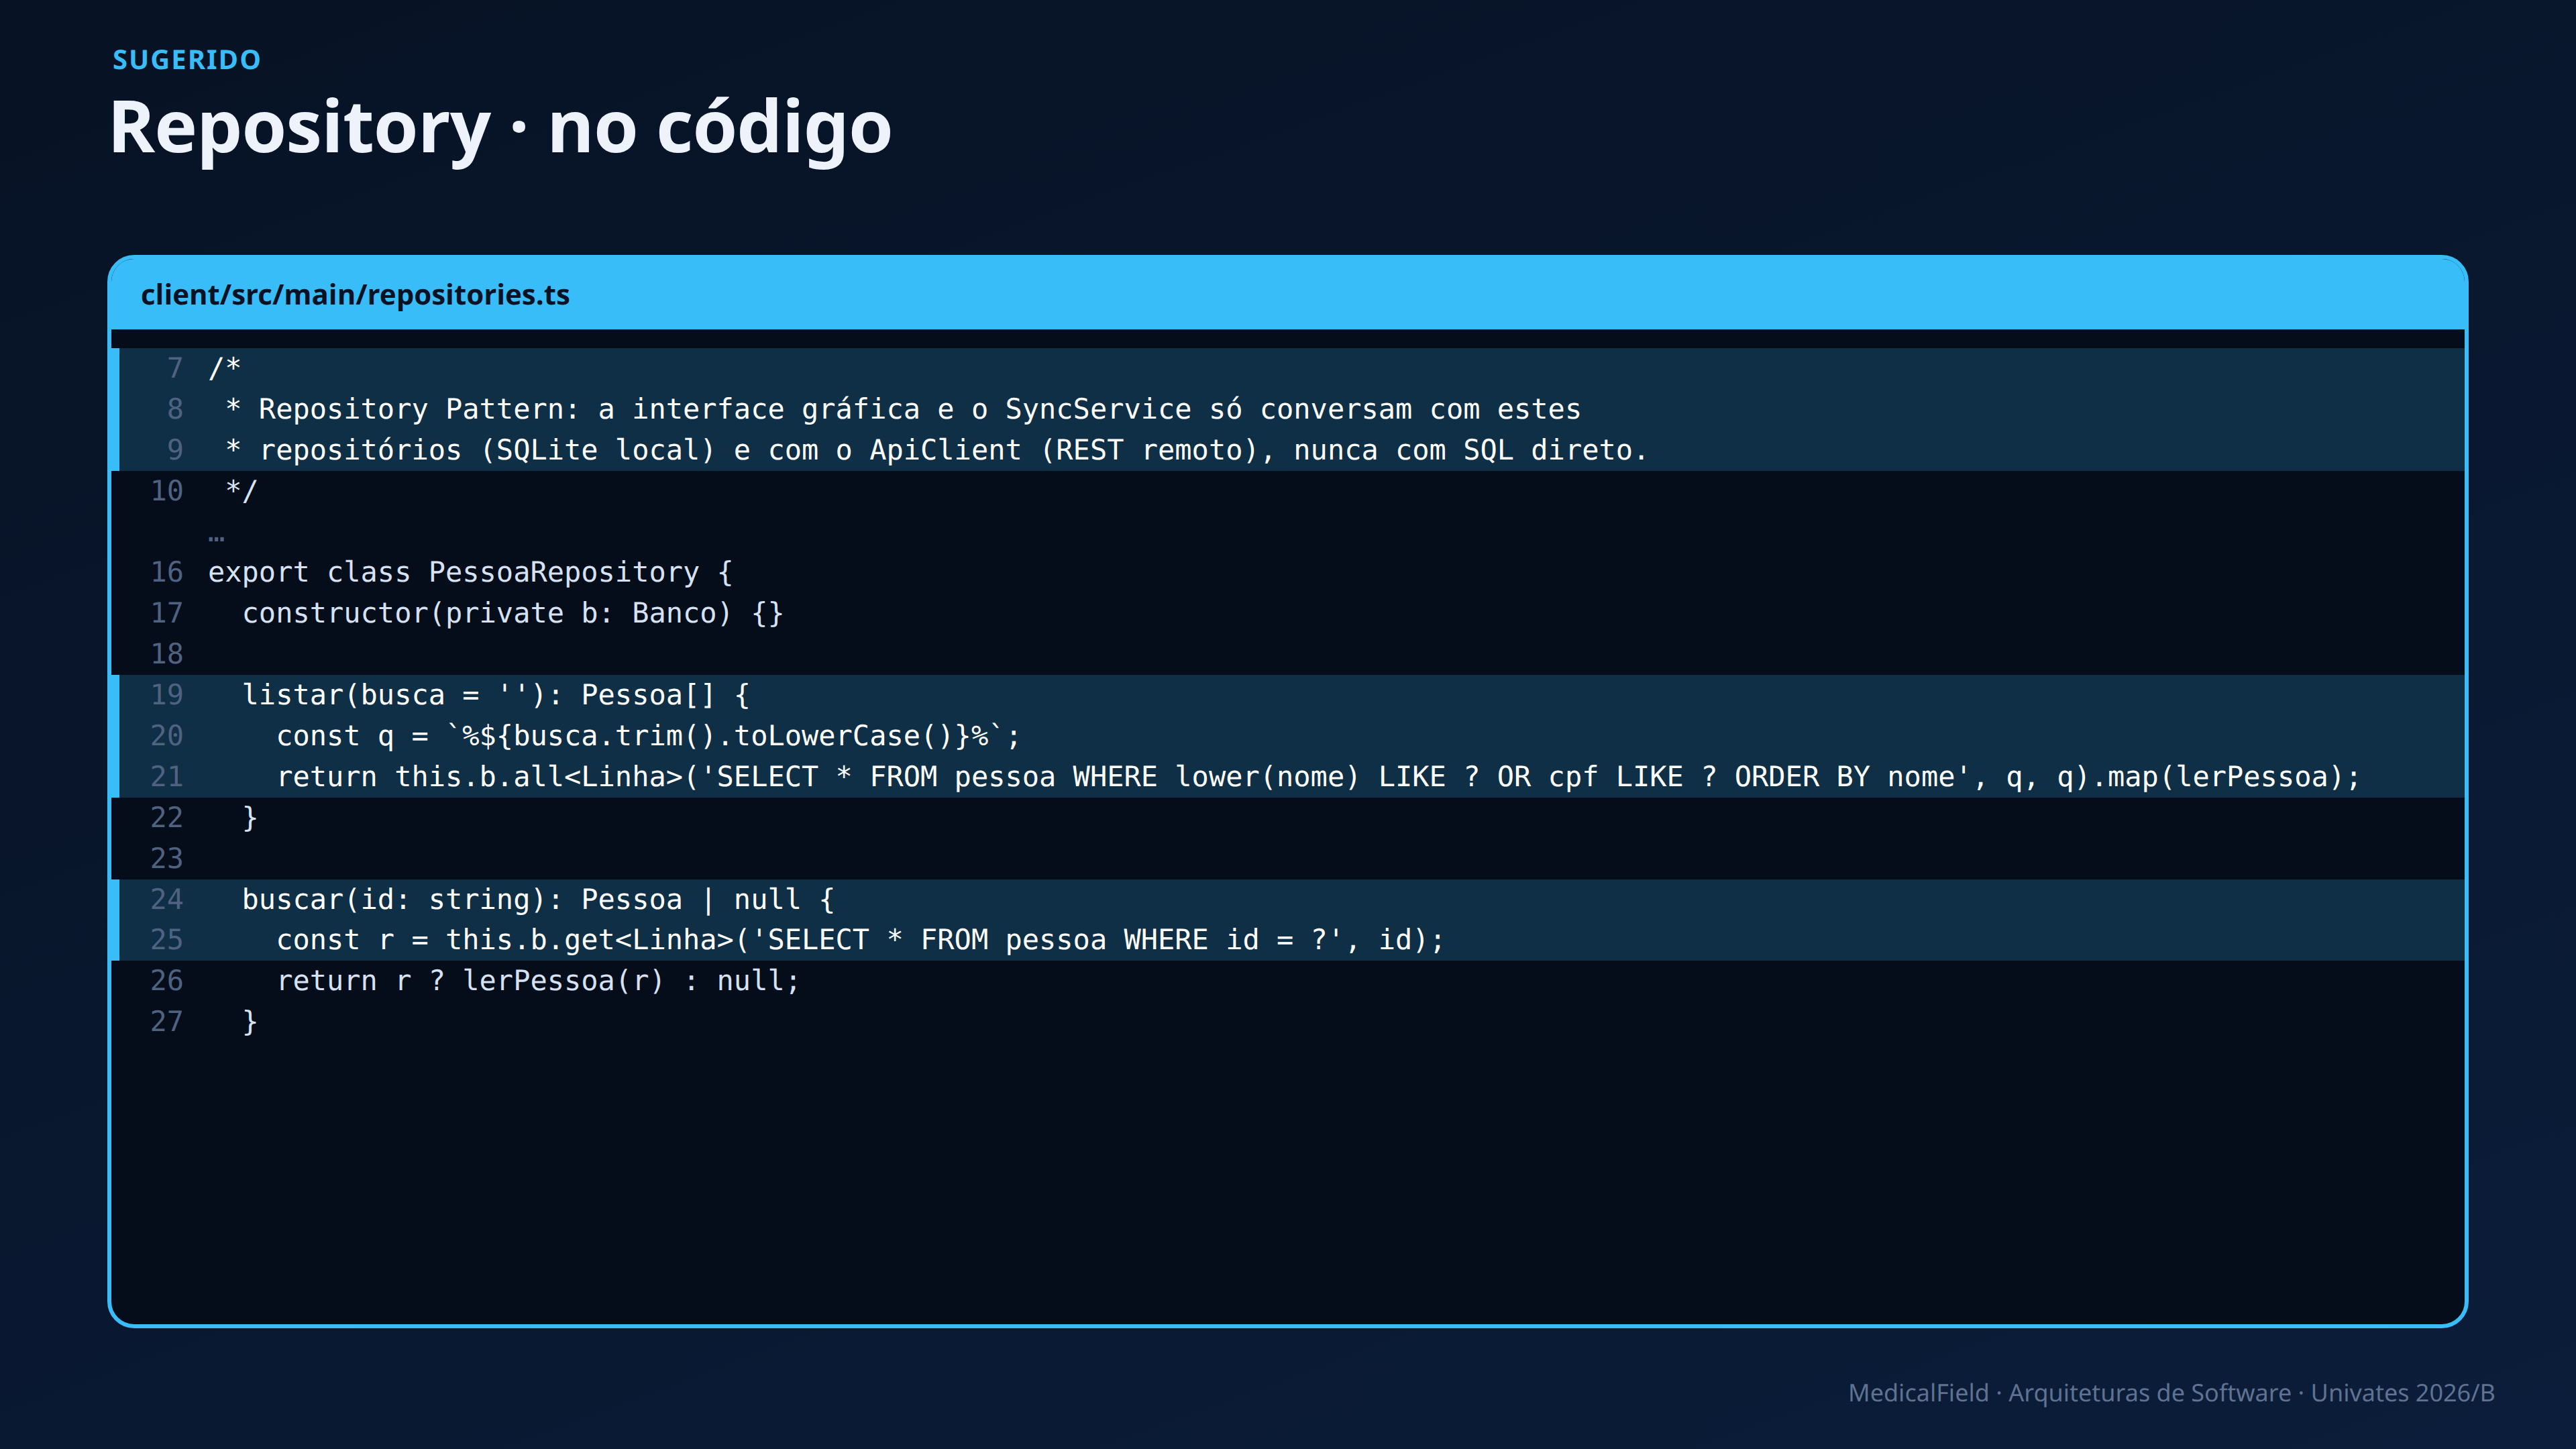 SUGERIDO
Repository · no código
client/src/main/repositories.ts
7 /*
8  * Repository Pattern: a interface gráfica e o SyncService só conversam com estes
9  * repositórios (SQLite local) e com o ApiClient (REST remoto), nunca com SQL direto.
10  */
…
16 export class PessoaRepository {
17   constructor(private b: Banco) {}
18
19   listar(busca = ''): Pessoa[] {
20     const q = `%${busca.trim().toLowerCase()}%`;
21     return this.b.all<Linha>('SELECT * FROM pessoa WHERE lower(nome) LIKE ? OR cpf LIKE ? ORDER BY nome', q, q).map(lerPessoa);
22   }
23
24   buscar(id: string): Pessoa | null {
25     const r = this.b.get<Linha>('SELECT * FROM pessoa WHERE id = ?', id);
26     return r ? lerPessoa(r) : null;
27   }
MedicalField · Arquiteturas de Software · Univates 2026/B